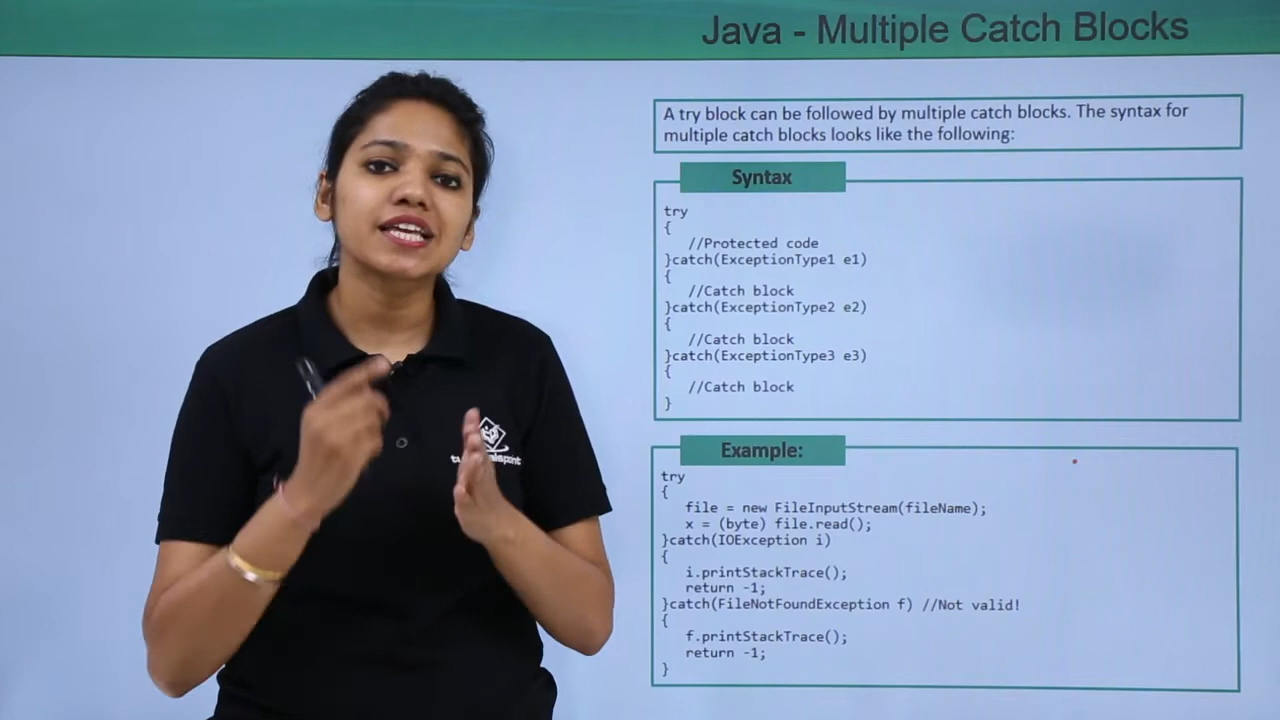 Java - Multiple Catch Blocks
A try block can be followed by multiple catch blocks. The syntax for
multiple catch blocks looks like the following:
Syntax
try
{
//Protected code
}catch(ExceptionType1 e1)
{
//Catch block
}catch(ExceptionType2 e2)
{
//Catch block
}catch(ExceptionType3 e3)
{
//Catch block
}
Example:
try
{
file = new FileInputStream(fileName);
x = (byte) file.read();
}catch(IOException i)
{
i.printStackTrace();
return -1;
}catch(FileNotFoundException f) //Not valid!
{
f.printStackTrace();
return -1;
}